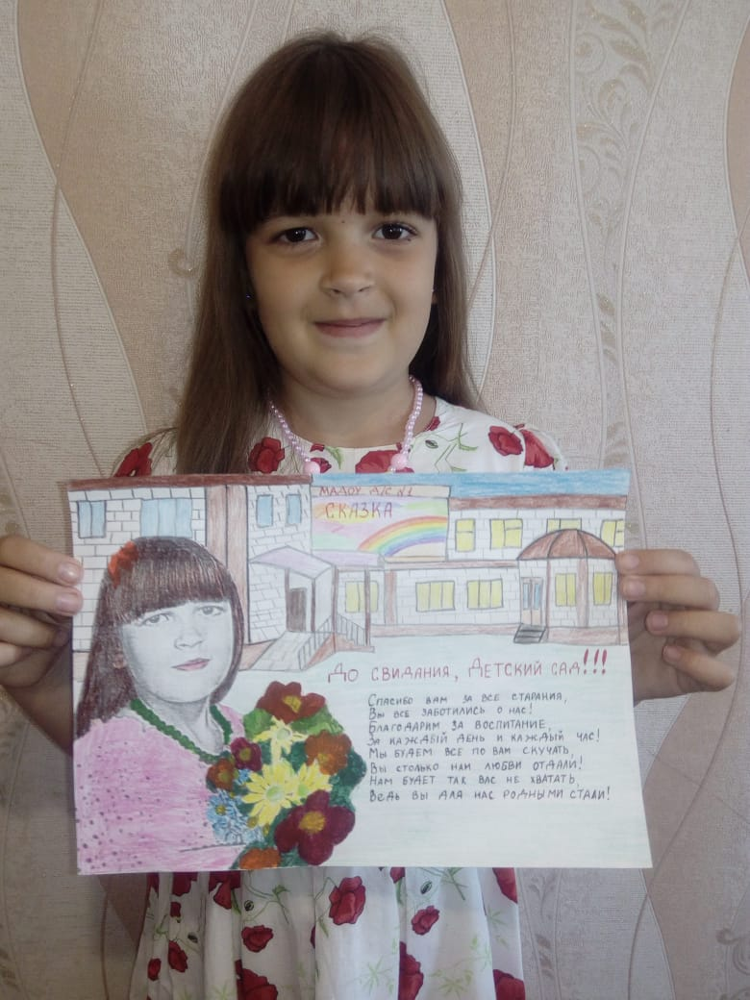 МАДОУ Д/С №1
СКАЗКА
ДО СВИДАНИЯ, ДЕТСКИЙ САД!!!
СПАСИБО ВАМ ЗА ВСЕ СТАРАНИЯ,
ВЫ ВСЕ ЗАБОТИЛИСЬ О НАС!
БЛАГОДАРИМ ЗА ВОСПИТАНИЕ,
ЗА КАЖДЫЙ ДЕНЬ И КАЖДЫЙ ЧАС!
МЫ БУДЕМ ВСЕ ПО ВАМ СКУЧАТЬ,
ВЫ СТОЛЬКО НАМ ЛЮБВИ ОТДАЛИ!
НАМ БУДЕТ ТАК ВАС НЕ ХВАТАТЬ,
ВЕДЬ ВЫ ДЛЯ НАС РОДНЫМИ СТАЛИ!